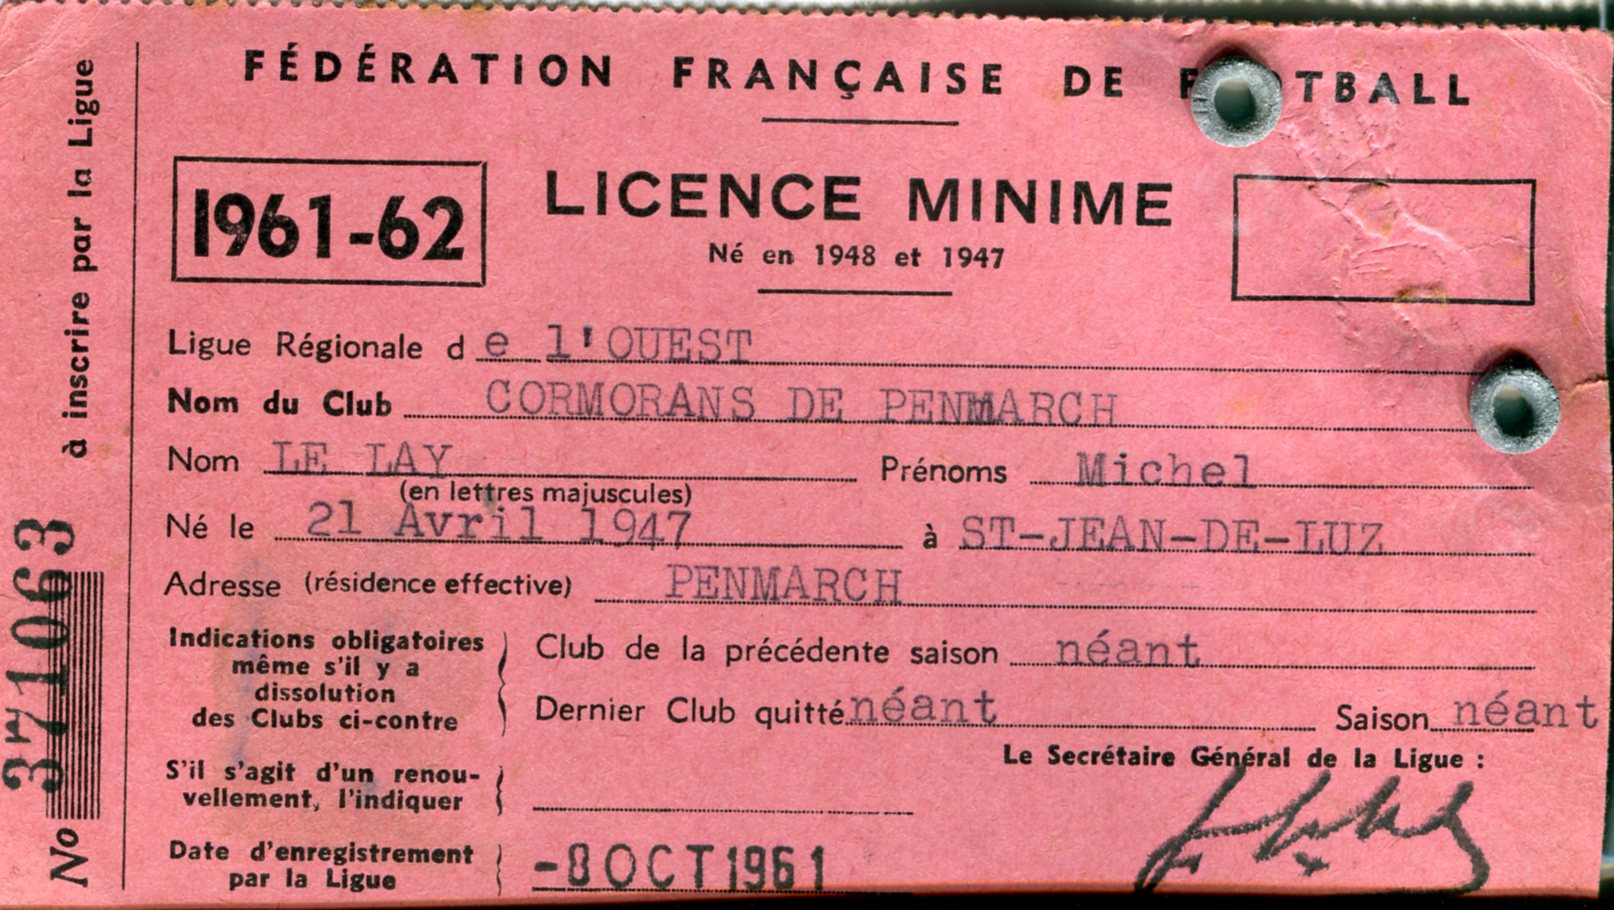 FÉDÉRATION FRANÇAISE DE F TBALL
1961-62
LICENCE MINIME
Né en 1948 et 1947
Ligue Régionale d e l'OUEST
Nom du Club CORMORANS DE PENMARCH
Nom LE LAY Prénoms Michel
(en lettres majuscules)
Né le 21 Avril 1947 à ST-JEAN-DE-LUZ
Adresse (résidence effective) PENMARCH
Indications obligatoires
même s'il y a
dissolution
des Clubs ci-contre
Club de la précédente saison néant
Dernier Club quitté néant Saison néant
Le Secrétaire Général de la Ligue :
S'il s'agit d'un renou-
vellement, l'indiquer
Date d'enregistrement
par la Ligue
-8 OCT 1961
No 371063
à inscrire par la Ligue